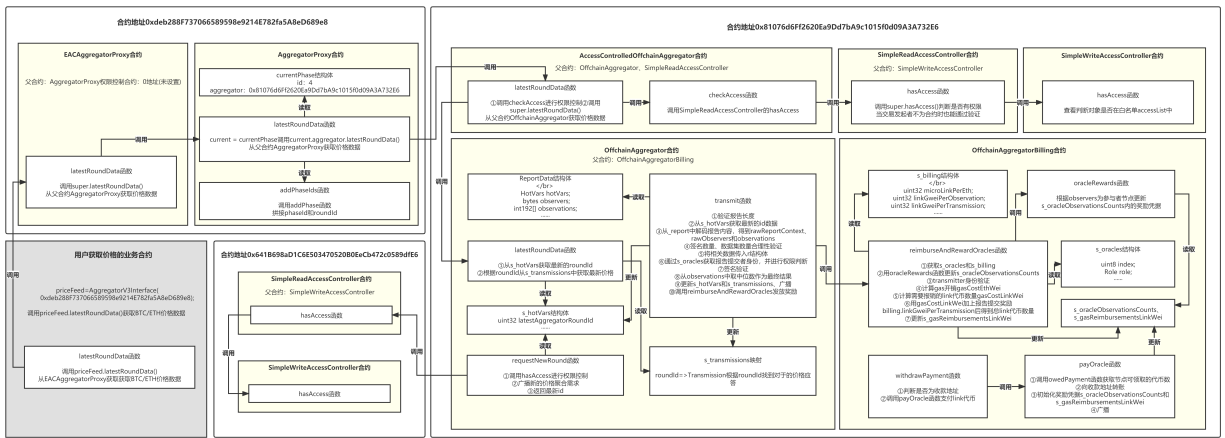 合约地址0xdeb288F737066589598e9214E782fa5A8eD689e8
EACAggregatorProxy合约
父合约：AggregatorProxy权限控制合约：0地址(未设置)
latestRoundData函数
调用super.latestRoundData()
从父合约AggregatorProxy获取价格数据
调用
AggregatorProxy合约
currentPhase结构体
id：4
aggregator：0x81076d6Ff2620Ea9Dd7bA9c1015f0d09A3A732E6
读取
latestRoundData函数
current = currentPhase调用current.aggregator.latestRoundData()
从父合约AggregatorProxy获取价格数据
读取
addPhaseIds函数
调用addPhase函数
拼接phaseId和roundId
调用
调用
用户获取价格的业务合约
priceFeed=AggregatorV3Interface(
0xdeb288F737066589598e9214E782fa5A8eD689e8);
调用priceFeed.latestRoundData()获取BTC/ETH价格数据
latestRoundData函数
调用priceFeed.latestRoundData()
从EACAggregatorProxy获取获取BTC/ETH价格数据
合约地址0x641B698aD1C6E503470520B0EeCb472c0589dfE6
SimpleReadAccessController合约
父合约：SimpleWriteAccessController
hasAccess函数
调用
SimpleWriteAccessController合约
hasAccess函数
调用
合约地址0x81076d6Ff2620Ea9Dd7bA9c1015f0d09A3A732E6
AccessControlledOffchainAggregator合约
父合约：OffchainAggregator、SimpleReadAccessController
latestRoundData函数
①调用checkAccess进行权限控制②调用
super.latestRoundData()
从父合约OffchainAggregator获取价格数据
调用
checkAccess函数
调用SimpleReadAccessController的hasAccess
调用
SimpleReadAccessController合约
父合约：SimpleWriteAccessController
hasAccess函数
调用super.hasAccess()判断是否有权限
当交易发起者不为合约时也能通过验证
调用
SimpleWriteAccessController合约
hasAccess函数
查看判断对象是否在白名单accessList中
调用
OffchainAggregator合约
父合约：OffchainAggregatorBilling
ReportData结构体
</br>
HotVars hotVars;
bytes observers;
int192[] observations;
......
读取
transmit函数
①验证报告长度
②从s_hotVars获取最新的id数据
③从_report中解码报告内容，得到rawReportContext,
rawObservers和observations
④签名数量、数据集数量合理性验证
⑤将相关数据传入r结构体
⑥通过s_oracles获取报告提交者身份，并进行权限判断
⑦签名验证
⑧从observations中取中位数作为最终结果
⑨更新s_hotVars和s_transmissions、广播
⑩调用reimburseAndRewardOracles发放奖励
latestRoundData函数
①从s_hotVars获取最新的roundId
②根据roundId从s_transmissions中获取最新价格
更新
读取
s_hotVars结构体
uint32 latestAggregatorRoundId
......
读取
读取
requestNewRound函数
①调用hasAccess进行权限控制
②广播新的价格聚合需求
③返回最新id
更新
s_transmissions映射
roundId=>Transmission根据roundId找到对于的价格应
答
调用
OffchainAggregatorBilling合约
s_billing结构体
</br>
uint32 microLinkPerEth;
uint32 linkGweiPerObservation;
uint32 linkGweiPerTransmission;
......
oracleRewards函数
根据observers为参与者节点更新
s_oracleObservationsCounts内的奖励凭据
读取
调用
reimburseAndRewardOracles函数
①获取s_oracles和s_billing
②用oracleRewards函数更新s_oracleObservationsCounts
③transmitter身份验证
④计算gas开销gasCostEthWei
⑤计算需要报销的link代币数量gasCostLinkWei
⑥用gasCostLinkWei加上报告提交奖励
billing.linkGweiPerTransmission后得到总link代币数量
⑦更新s_gasReimbursementsLinkWei
读取
s_oracles结构体
uint8 index;
Role role;
读取
s_oracleObservationsCounts,
s_gasReimbursementsLinkWei
更新
更新
withdrawPayment函数
①判断是否为收款地址
②调用payOracle函数支付link代币
调用
payOracle函数
①调用owedPayment函数获取节点可领取的代币数
②向收款地址转账
③初始化奖励凭据s_oracleObservationsCounts和
s_gasReimbursementsLinkWei
④广播